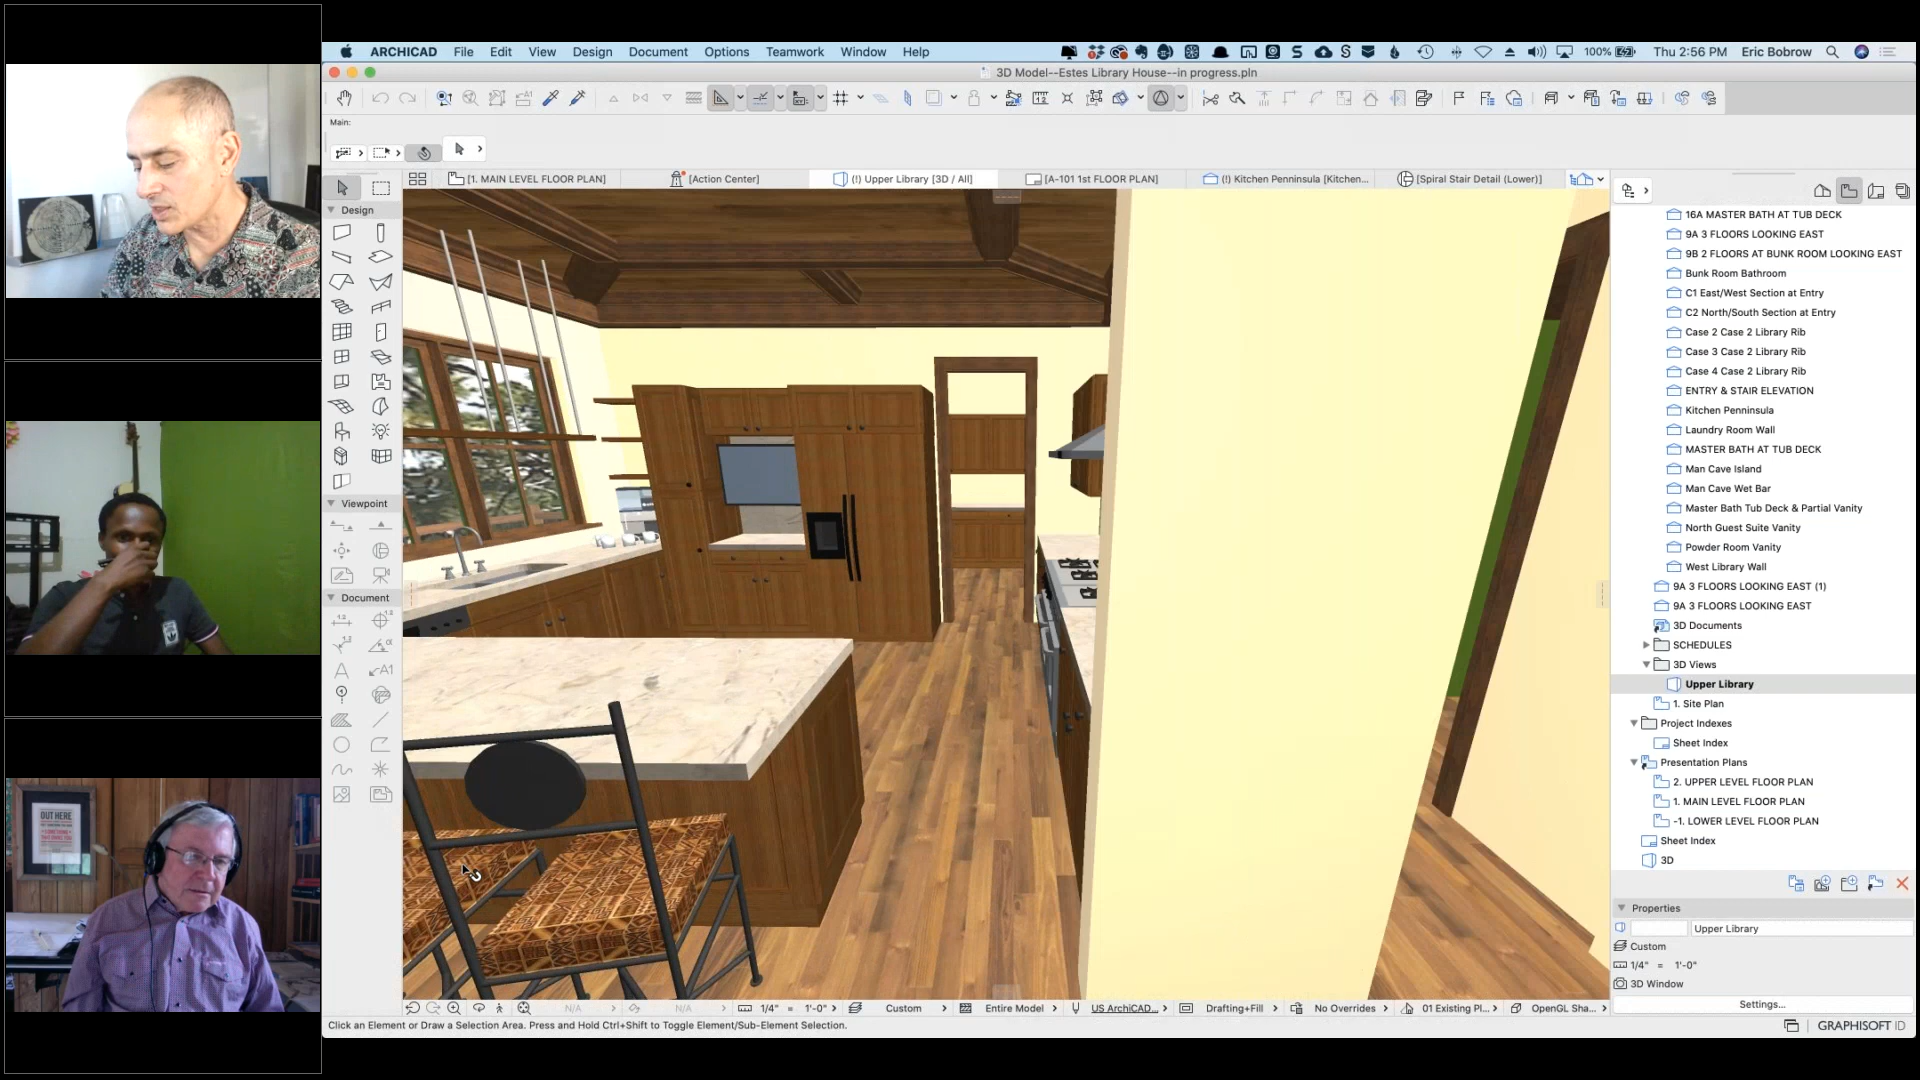 ARCHICAD File Edit View Design Document Options Teamwork Window Help
100% Thu 2:56 PM Eric Bobrow
3D Model--Estes Library House--in progress.pln
Main:
[1. MAIN LEVEL FLOOR PLAN]
[Action Center]
(!) Upper Library [3D / All]
[A-101 1st FLOOR PLAN]
(!) Kitchen Penninsula [Kitchen...
[Spiral Stair Detail (Lower)]
Design
Viewpoint
Document
16A MASTER BATH AT TUB DECK
9A 3 FLOORS LOOKING EAST
9B 2 FLOORS AT BUNK ROOM LOOKING EAST
Bunk Room Bathroom
C1 East/West Section at Entry
C2 North/South Section at Entry
Case 2 Case 2 Library Rib
Case 3 Case 2 Library Rib
Case 4 Case 2 Library Rib
ENTRY & STAIR ELEVATION
Kitchen Penninsula
Laundry Room Wall
MASTER BATH AT TUB DECK
Man Cave Island
Man Cave Wet Bar
Master Bath Tub Deck & Partial Vanity
North Guest Suite Vanity
Powder Room Vanity
West Library Wall
9A 3 FLOORS LOOKING EAST (1)
9A 3 FLOORS LOOKING EAST
3D Documents
SCHEDULES
3D Views
Upper Library
1. Site Plan
Project Indexes
Sheet Index
Presentation Plans
2. UPPER LEVEL FLOOR PLAN
1. MAIN LEVEL FLOOR PLAN
-1. LOWER LEVEL FLOOR PLAN
Sheet Index
3D
Properties
Upper Library
Custom
1/4" = 1'-0"
3D Window
Settings...
N/A
N/A
1/4" = 1'-0"
Custom
Entire Model
US ArchiCAD...
Drafting+Fill
No Overrides
01 Existing Pl...
OpenGL Sha...
Click an Element or Draw a Selection Area. Press and Hold Ctrl+Shift to Toggle Element/Sub-Element Selection.
GRAPHISOFT ID
OUT HERE